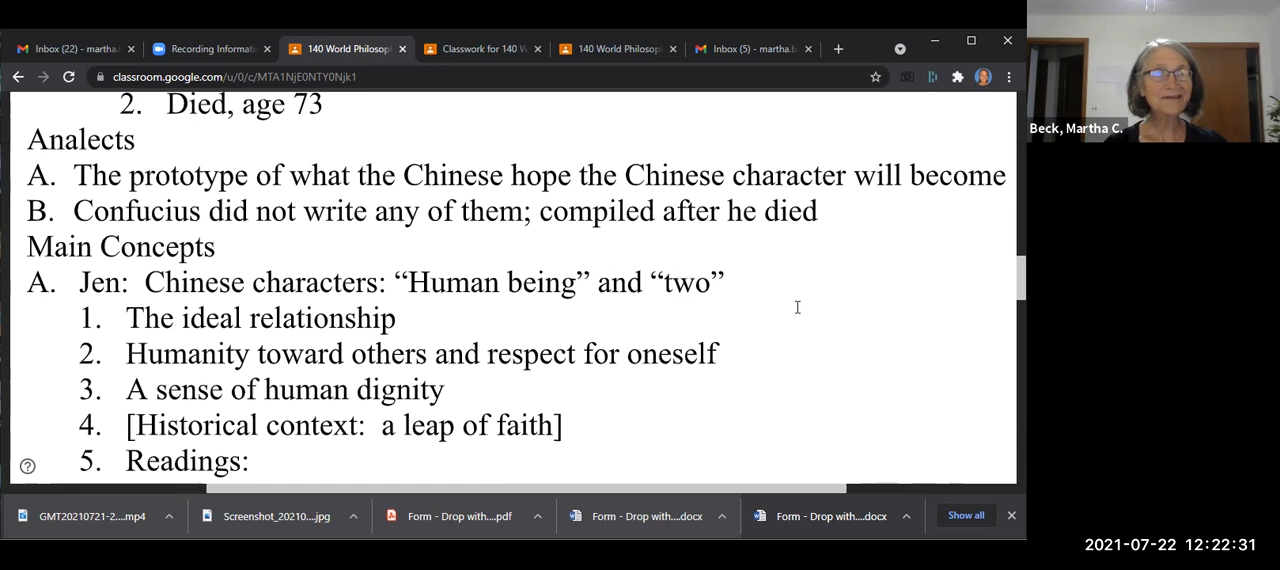 Inbox (22) - martha.
Recording Informati
140 World Philosop
Classwork for 140 W
140 World Philosop
Inbox (5) - martha.b
classroom.google.com/u/0/c/MTA1NjE0NTY0Njk1
2. Died, age 73
Analects
A. The prototype of what the Chinese hope the Chinese character will become
B. Confucius did not write any of them; compiled after he died
Main Concepts
A. Jen: Chinese characters: “Human being” and “two”
1. The ideal relationship
2. Humanity toward others and respect for oneself
3. A sense of human dignity
4. [Historical context: a leap of faith]
5. Readings:
Beck, Martha C.
GMT20210721-2....mp4
Screenshot_20210....jpg
Form - Drop with....pdf
Form - Drop with....docx
Form - Drop with....docx
Show all
2021-07-22 12:22:31